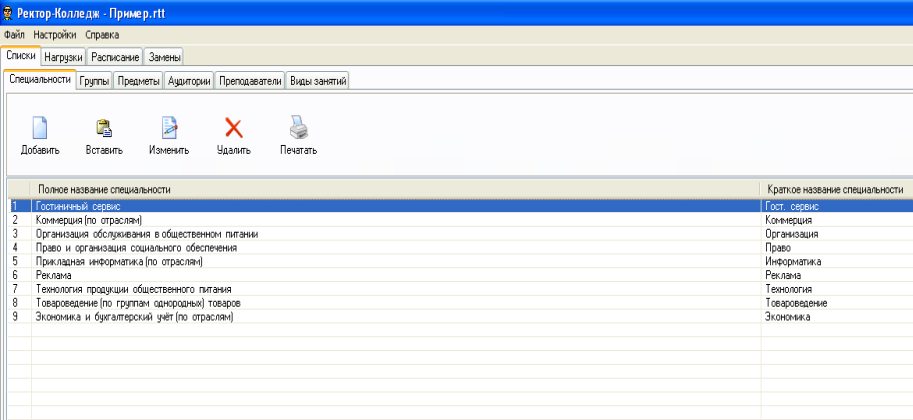 Ректор-Колледж - Пример.rtt
Файл Настройки Справка
Списки Нагрузки Расписание Замены
Специальности Группы Предметы Аудитории Преподаватели Виды занятий
Добавить Вставить Изменить Удалить Печатать
Полное название специальности Краткое название специальности
1 Гостиничный сервис Гост. сервис
2 Коммерция (по отраслям) Коммерция
3 Организация обслуживания в общественном питании Организация
4 Право и организация социального обеспечения Право
5 Прикладная информатика (по отраслям) Информатика
6 Реклама Реклама
7 Технология продукции общественного питания Технология
8 Товароведение (по группам однородных) товаров Товароведение
9 Экономика и бухгалтерский учёт (по отраслям) Экономика